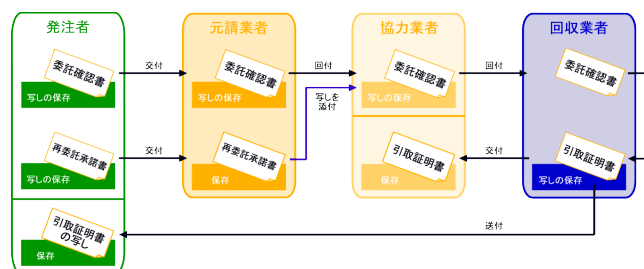 発注者
元請業者
協力業者
回収業者
委託確認書
写しの保存
交付
委託確認書
写しの保存
回付
委託確認書
写しの保存
回付
委託確認書
写しを
添付
再委託承諾書
写しの保存
交付
再委託承諾書
保存
引取証明書
保存
交付
引取証明書
写しの保存
引取証明書
の写し
保存
送付